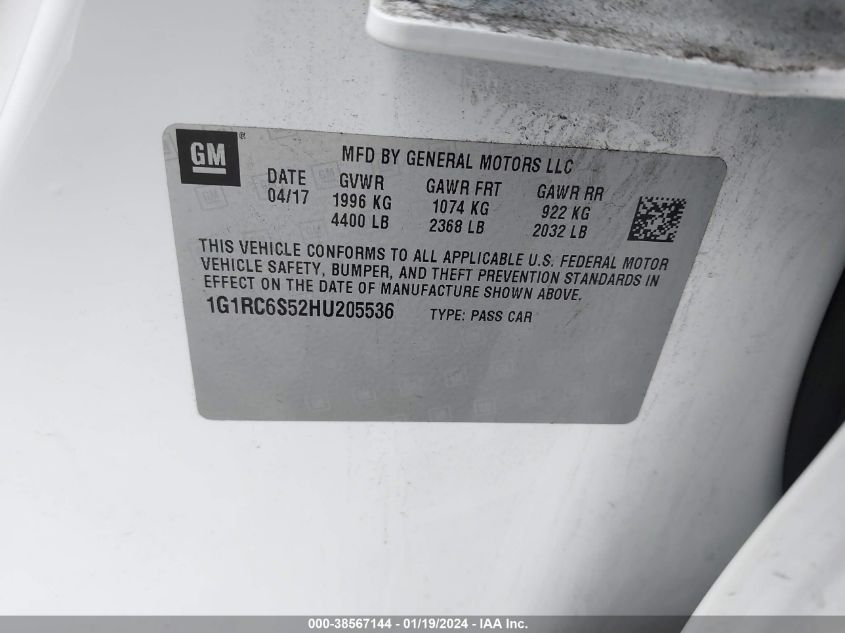 GM ®
MFD BY GENERAL MOTORS LLC
DATE GVWR GAWR FRT GAWR RR
04/17 1996 KG 1074 KG 922 KG
4400 LB 2368 LB 2032 LB
THIS VEHICLE CONFORMS TO ALL APPLICABLE U.S. FEDERAL MOTOR
VEHICLE SAFETY, BUMPER, AND THEFT PREVENTION STANDARDS IN
EFFECT ON THE DATE OF MANUFACTURE SHOWN ABOVE.
1G1RC6S52HU205536 TYPE: PASS CAR
000-38567144 - 01/19/2024 - IAA Inc.